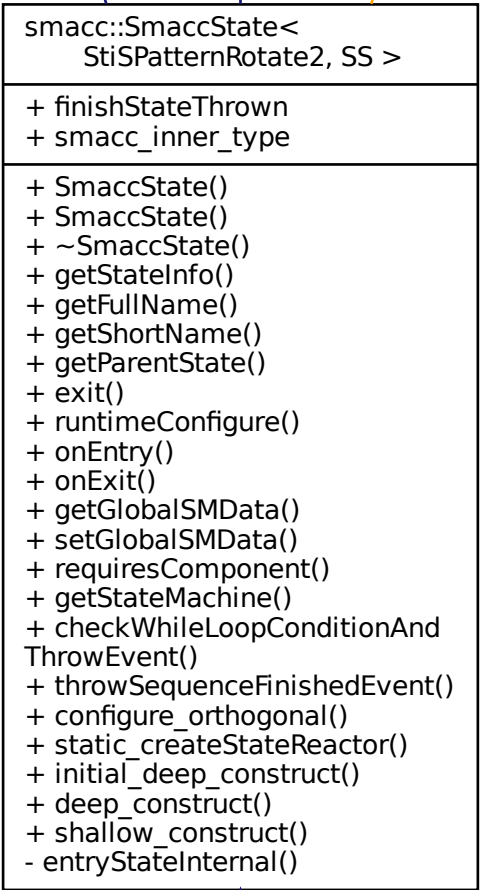 smacc::SmaccState<
StiSPatternRotate2, SS >
+ finishStateThrown
+ smacc_inner_type
+ SmaccState()
+ SmaccState()
+ ~SmaccState()
+ getStateInfo()
+ getFullName()
+ getShortName()
+ getParentState()
+ exit()
+ runtimeConfigure()
+ onEntry()
+ onExit()
+ getGlobalSMData()
+ setGlobalSMData()
+ requiresComponent()
+ getStateMachine()
+ checkWhileLoopConditionAnd
ThrowEvent()
+ throwSequenceFinishedEvent()
+ configure_orthogonal()
+ static_createStateReactor()
+ initial_deep_construct()
+ deep_construct()
+ shallow_construct()
- entryStateInternal()